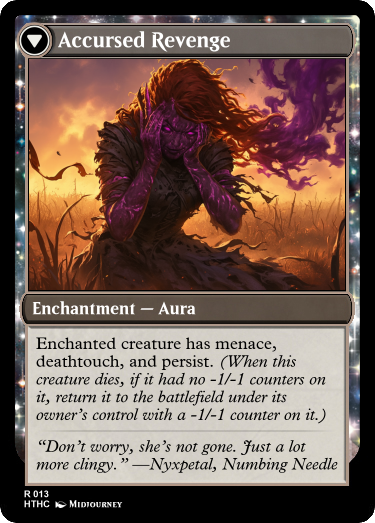 Accursed Revenge
Enchantment — Aura
Enchanted creature has menace,
deathtouch, and persist. (When this
creature dies, if it had no -1/-1 counters on
it, return it to the battlefield under its
owner's control with a -1/-1 counter on it.)
“Don't worry, she's not gone. Just a lot
more clingy.” —Nyxpetal, Numbing Needle
R 013
HTHC Midjourney